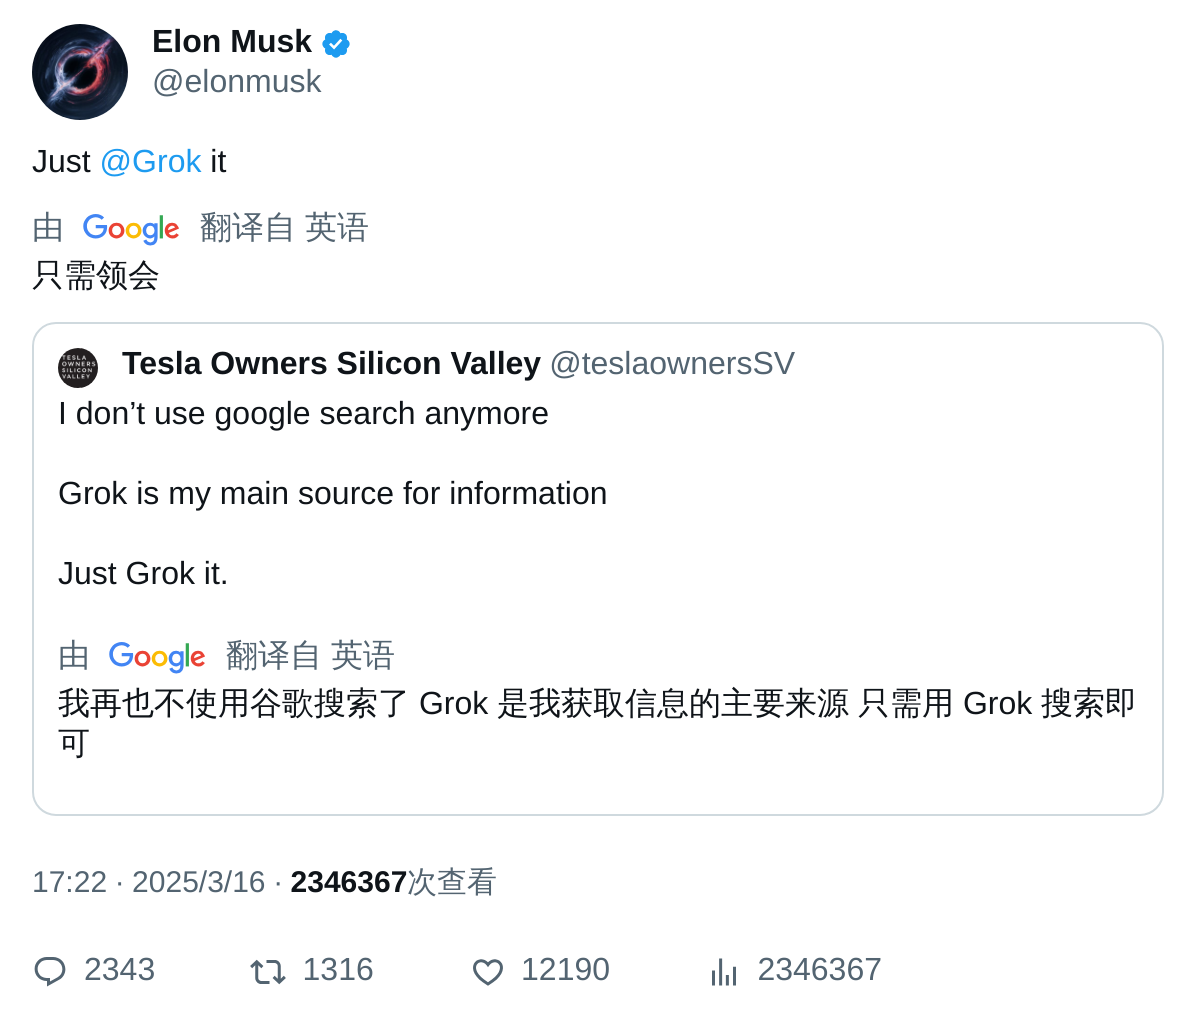 Elon Musk
@elonmusk
Just @Grok it
由 Google 翻译自 英语
只需领会
TESLA
OWNERS
SILICON
VALLEY
Tesla Owners Silicon Valley @teslaownersSV
I don’t use google search anymore
Grok is my main source for information
Just Grok it.
由 Google 翻译自 英语
我再也不使用谷歌搜索了 Grok 是我获取信息的主要来源 只需用 Grok 搜索即
可
17:22 · 2025/3/16 · 2346367次查看
2343 1316 12190 2346367